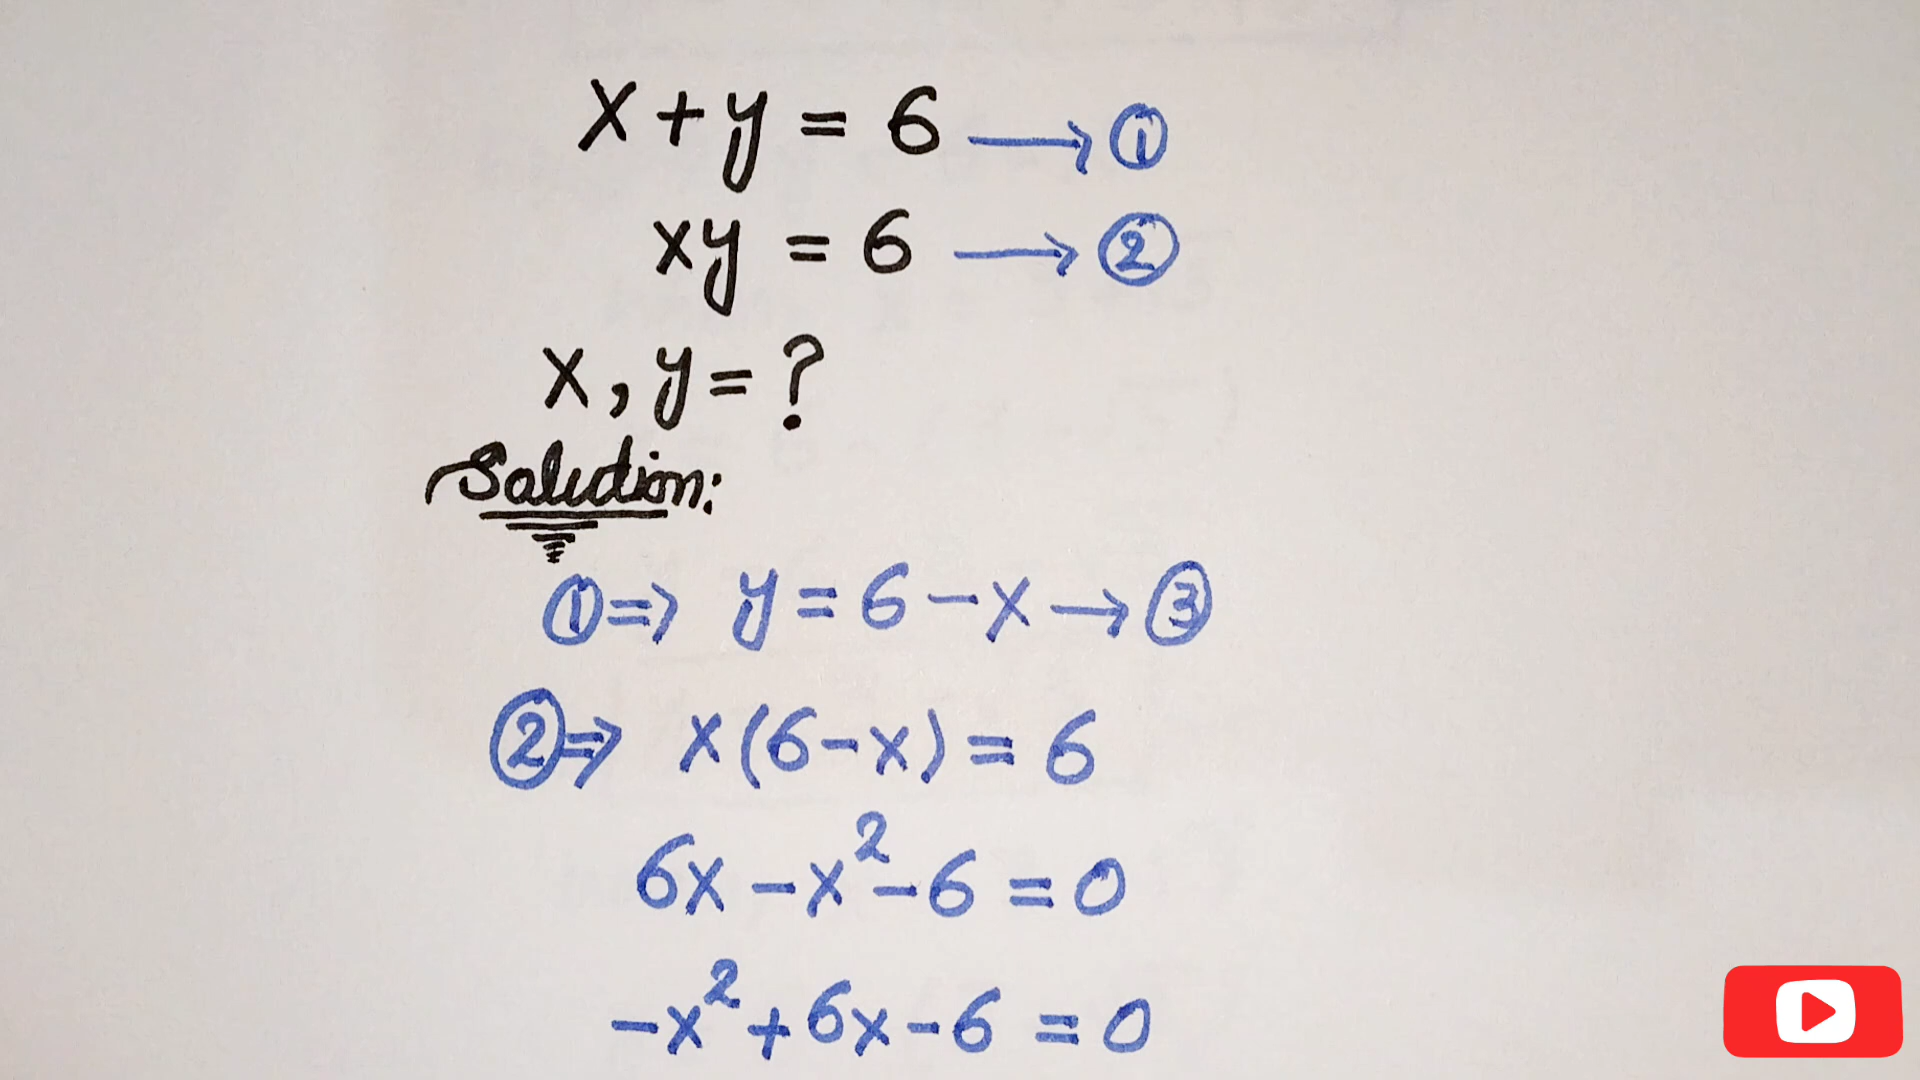 x + y = 6 → ①
xy = 6 → ②
x, y = ?
Solution:
① ⇒ y = 6 - x → ③
② ⇒ x(6 - x) = 6
6x - x² - 6 = 0
-x² + 6x - 6 = 0